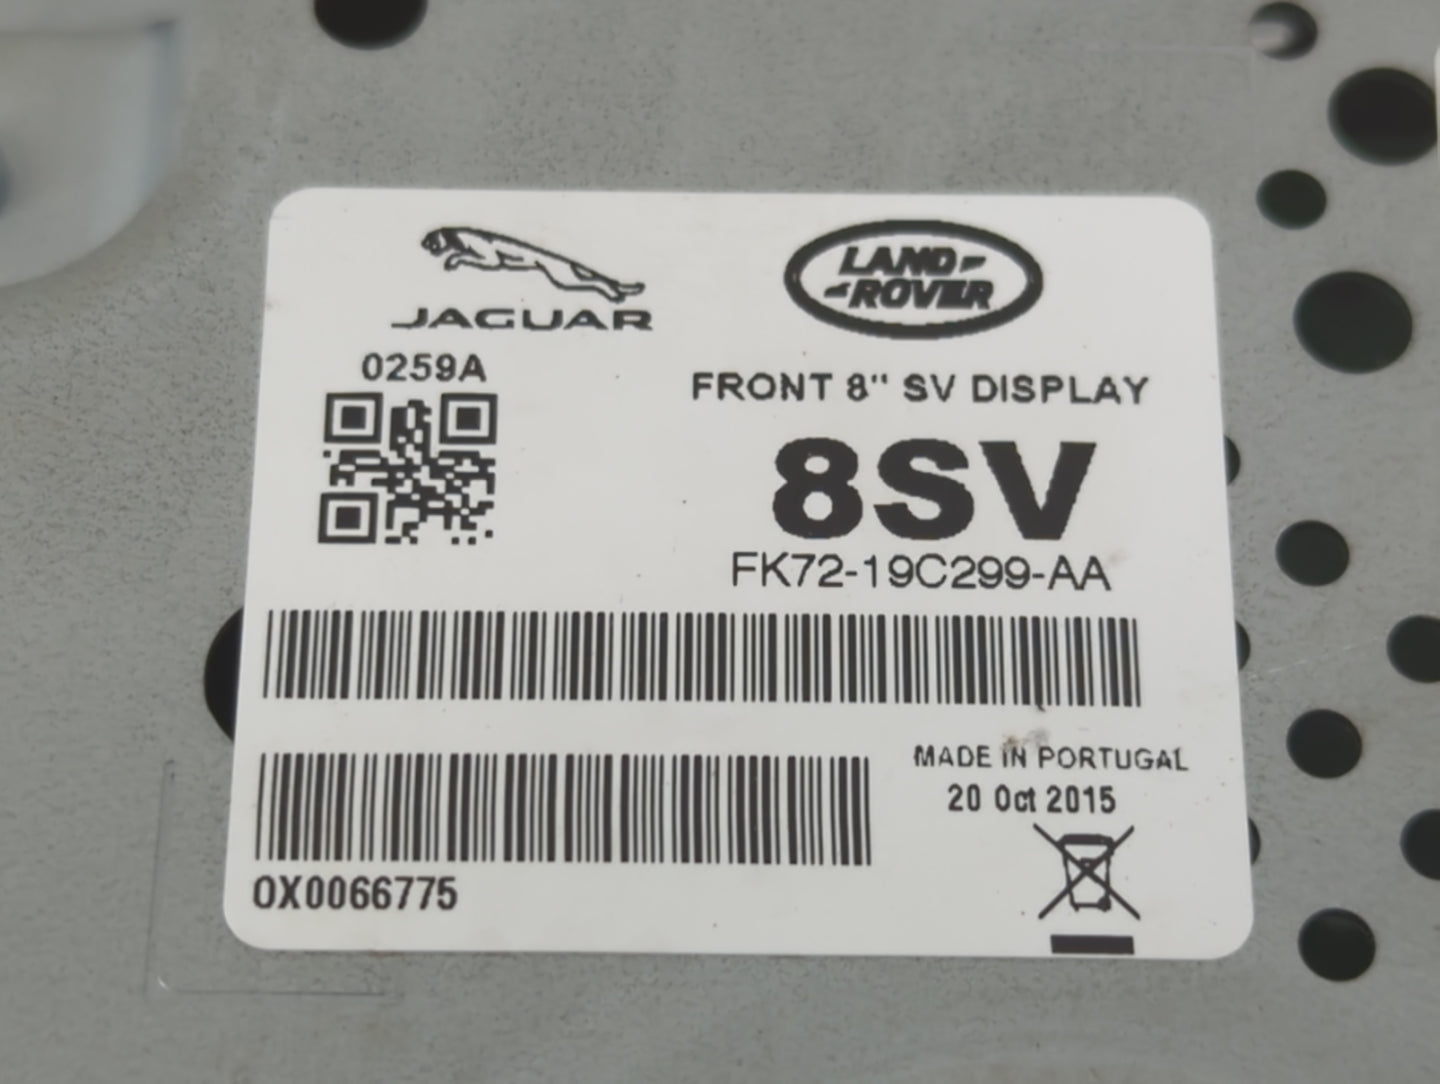 JAGUAR
LAND-
-ROVER
0259A
FRONT 8" SV DISPLAY
8SV
FK72-19C299-AA
MADE IN PORTUGAL
20 Oct 2015
0X0066775